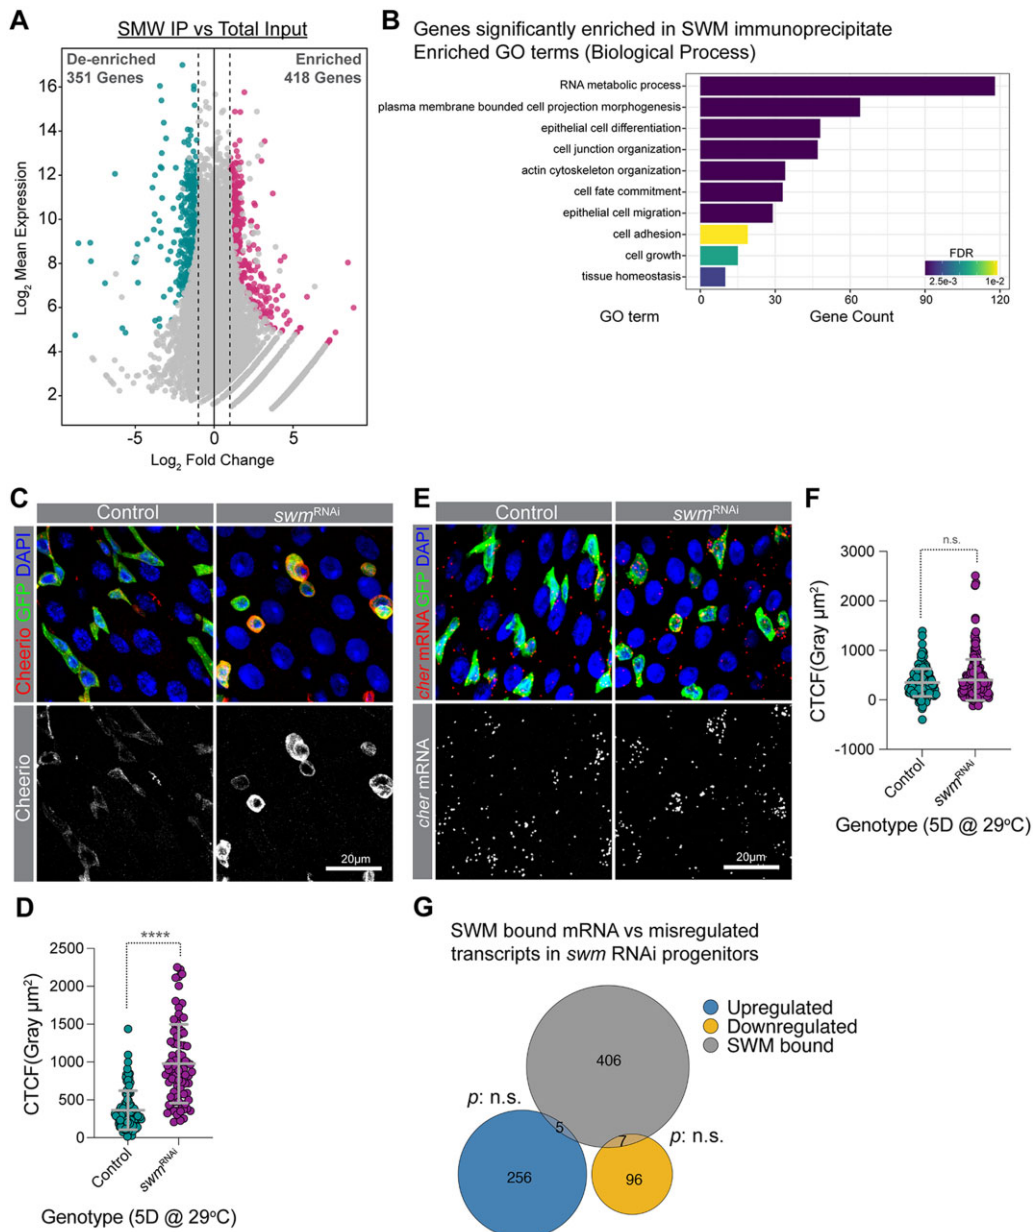 A
SMW IP vs Total Input
De-enriched
351 Genes
Enriched
418 Genes
16
14
12
10
8
6
4
2
Log2 Mean Expression
-5
0
5
Log2 Fold Change
B
Genes significantly enriched in SWM immunoprecipitate
Enriched GO terms (Biological Process)
RNA metabolic process
plasma membrane bounded cell projection morphogenesis
epithelial cell differentiation
cell junction organization
actin cytoskeleton organization
cell fate commitment
epithelial cell migration
cell adhesion
cell growth
tissue homeostasis
FDR
2.5e-3 1e-2
0 30 60 90 120
GO term
Gene Count
C
Control
swmRNAi
Cheerio GFP DAPI
Cheerio
20µm
E
Control
swmRNAi
cher mRNA GFP DAPI
cher mRNA
20µm
F
n.s.
3000
2000
1000
0
-1000
CTCF(Gray µm²)
Control
swmRNAi
Genotype (5D @ 29°C)
D
****
2500
2000
1500
1000
500
0
CTCF(Gray µm²)
Control
swmRNAi
Genotype (5D @ 29°C)
G
SWM bound mRNA vs misregulated
transcripts in swm RNAi progenitors
Upregulated
Downregulated
SWM bound
406
p: n.s.
5
7
p: n.s.
256
96